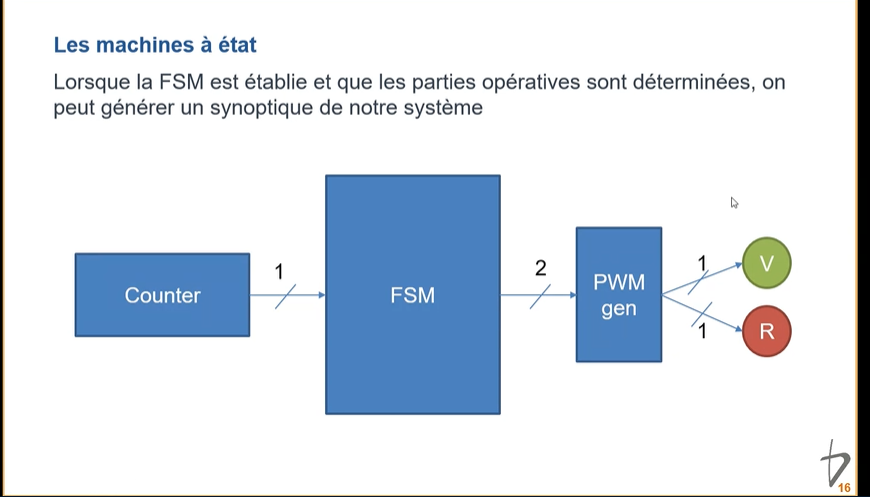 Les machines à état
Lorsque la FSM est établie et que les parties opératives sont déterminées, on
peut générer un synoptique de notre système
Counter
1
FSM
2
PWM
gen
1
V
1
R
16